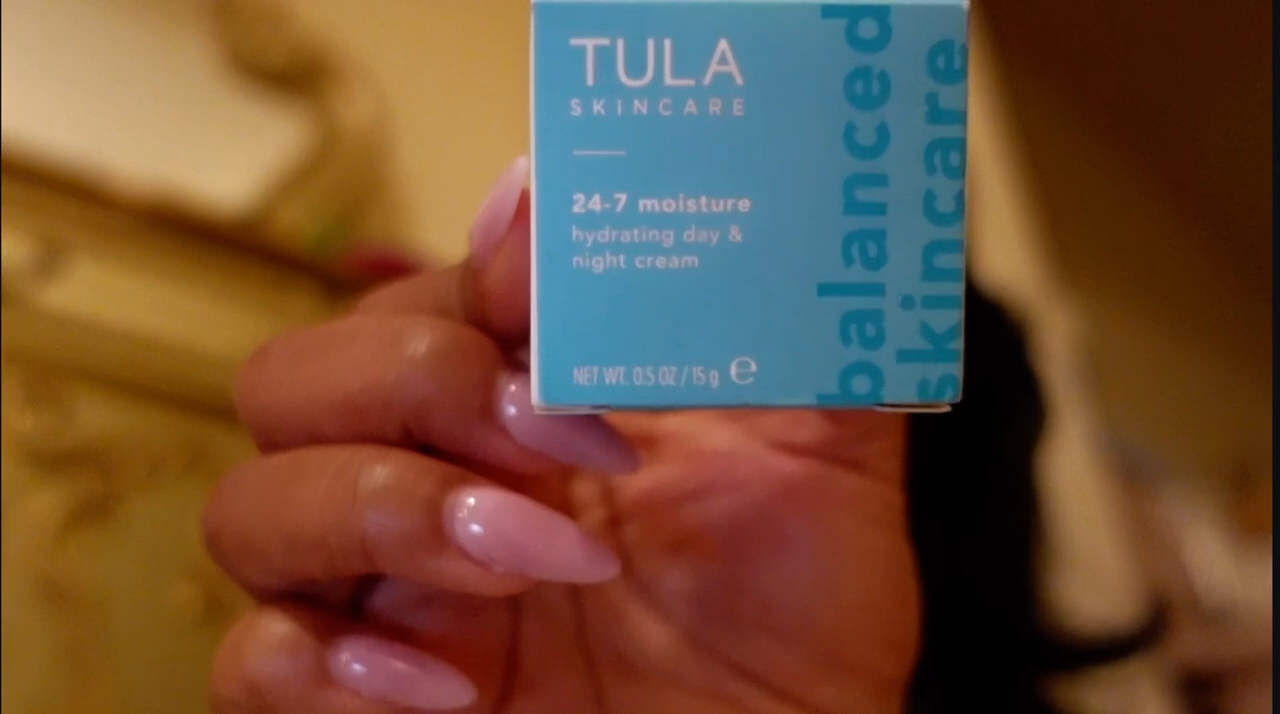 TULA
SKINCARE
24-7 moisture
hydrating day &
night cream
NET WT. 0.5 OZ / 15 g ℮
balanced
skincare